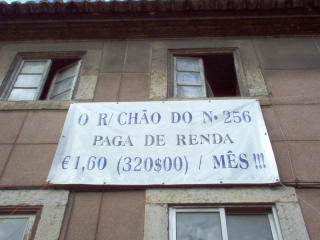 O R/ CHÃO DO Nº 256
PAGA DE RENDA
€1,60 (320$00) / MÊS !!!